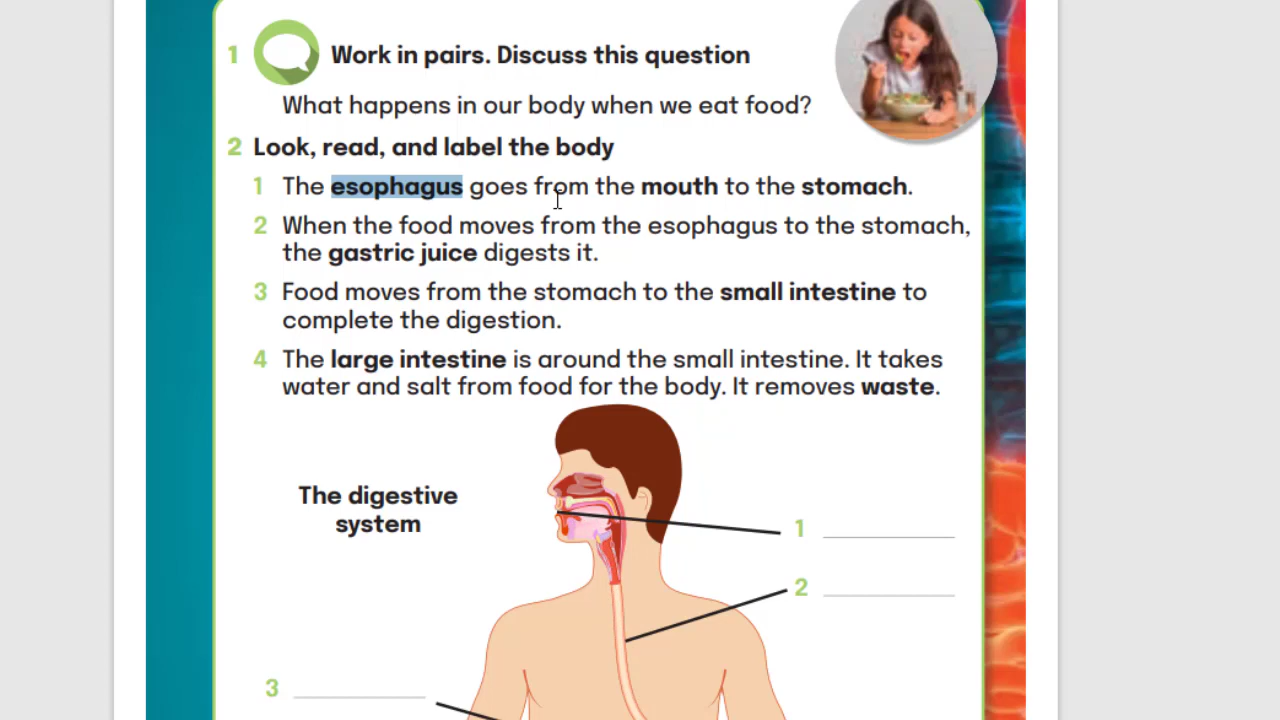 1 Work in pairs. Discuss this question
What happens in our body when we eat food?
2 Look, read, and label the body
1 The esophagus goes from the mouth to the stomach.
2 When the food moves from the esophagus to the stomach,
the gastric juice digests it.
3 Food moves from the stomach to the small intestine to
complete the digestion.
4 The large intestine is around the small intestine. It takes
water and salt from food for the body. It removes waste.
The digestive
system
1
2
3